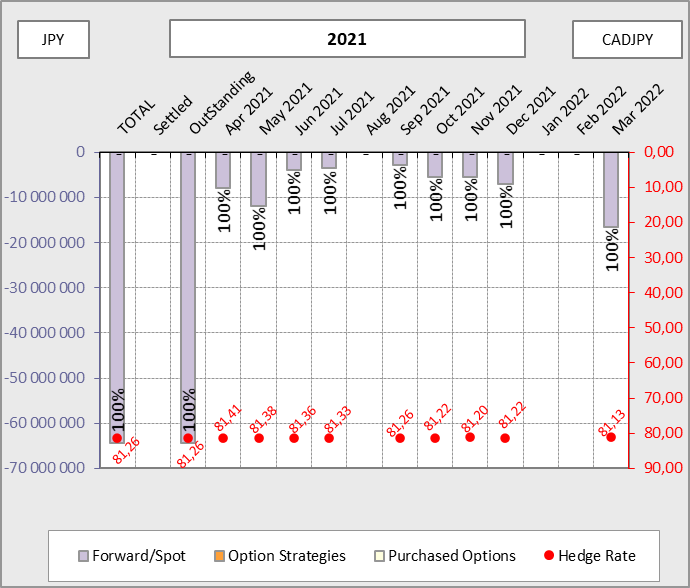 JPY
2021
CADJPY
TOTAL
Settled
OutStanding
Apr 2021
May 2021
Jun 2021
Jul 2021
Aug 2021
Sep 2021
Oct 2021
Nov 2021
Dec 2021
Jan 2022
Feb 2022
Mar 2022
0
-10 000 000
-20 000 000
-30 000 000
-40 000 000
-50 000 000
-60 000 000
-70 000 000
0,00
10,00
20,00
30,00
40,00
50,00
60,00
70,00
80,00
90,00
100%
100%
100%
100%
100%
100%
100%
100%
100%
100%
100%
81,26
81,26
81,41
81,38
81,36
81,33
81,26
81,22
81,20
81,22
81,13
Forward/Spot
Option Strategies
Purchased Options
Hedge Rate